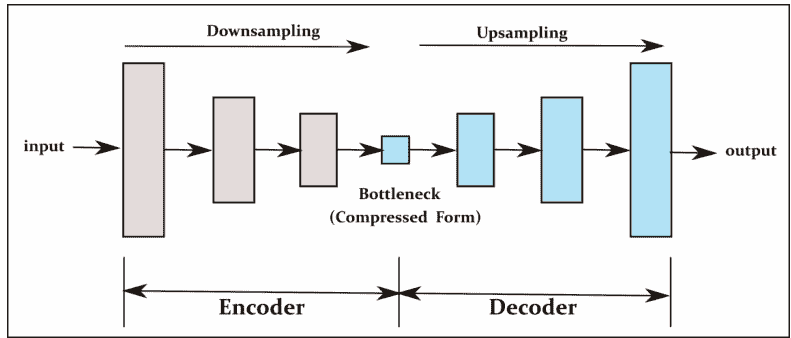 Downsampling
Upsampling
input
output
Bottleneck
(Compressed Form)
Encoder
Decoder